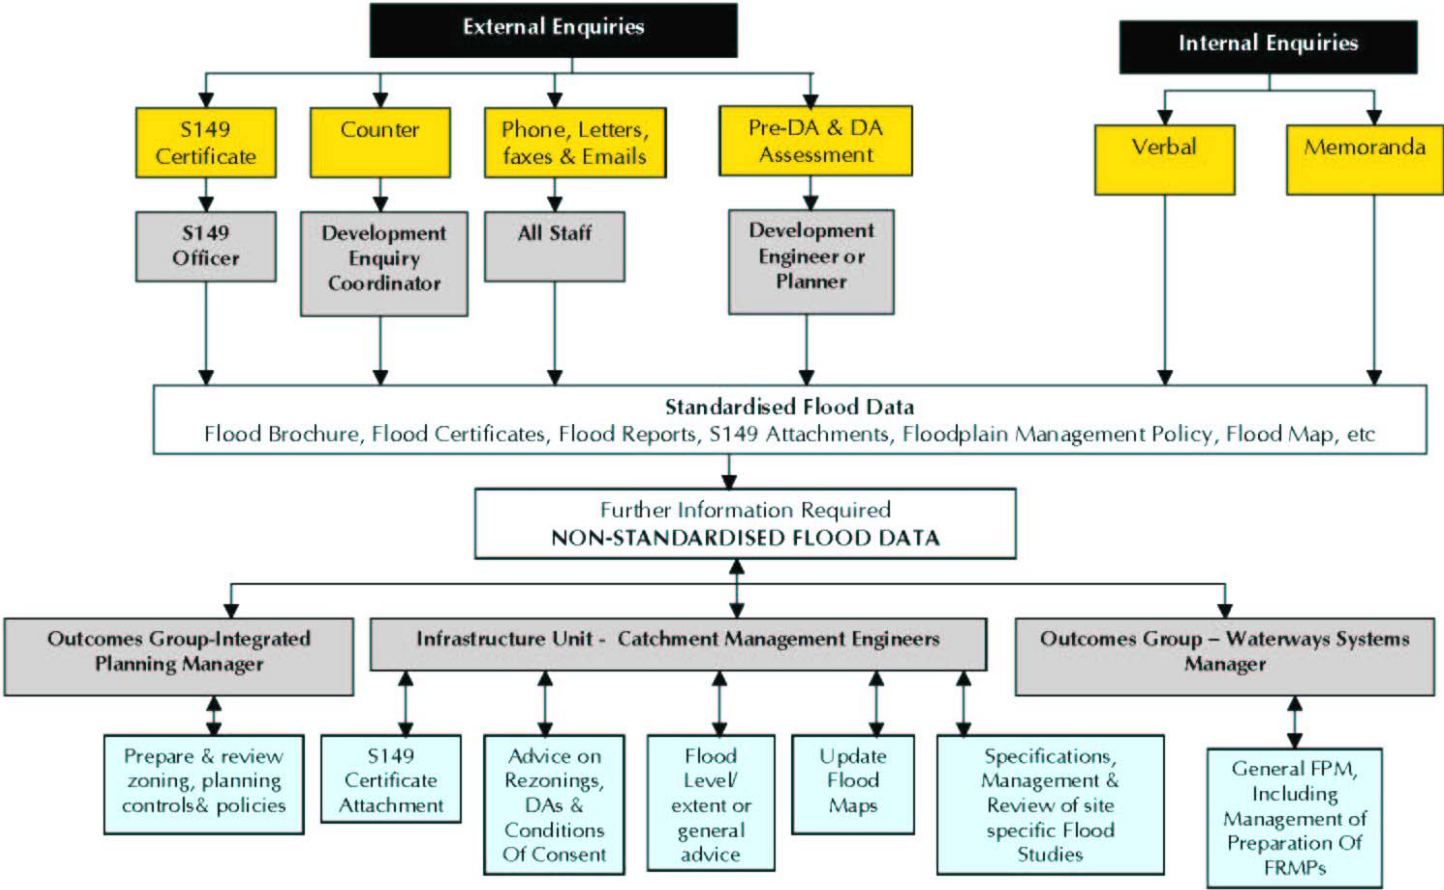 External Enquiries
Internal Enquiries
S149
Certificate
Counter
Phone, Letters,
faxes & Emails
Pre-DA & DA
Assessment
Verbal
Memoranda
S149
Officer
Development
Enquiry
Coordinator
All Staff
Development
Engineer or
Planner
Standardised Flood Data
Flood Brochure, Flood Certificates, Flood Reports, S149 Attachments, Floodplain Management Policy, Flood Map, etc
Further Information Required
NON-STANDARDISED FLOOD DATA
Outcomes Group-Integrated
Planning Manager
Infrastructure Unit - Catchment Management Engineers
Outcomes Group – Waterways Systems
Manager
Prepare & review
zoning, planning
controls& policies
S149
Certificate
Attachment
Advice on
Rezonings,
DAs &
Conditions
Of Consent
Flood
Level/
extent or
general
advice
Update
Flood
Maps
Specifications,
Management &
Review of site
specific Flood
Studies
General FPM,
Including
Management of
Preparation Of
FRMPs